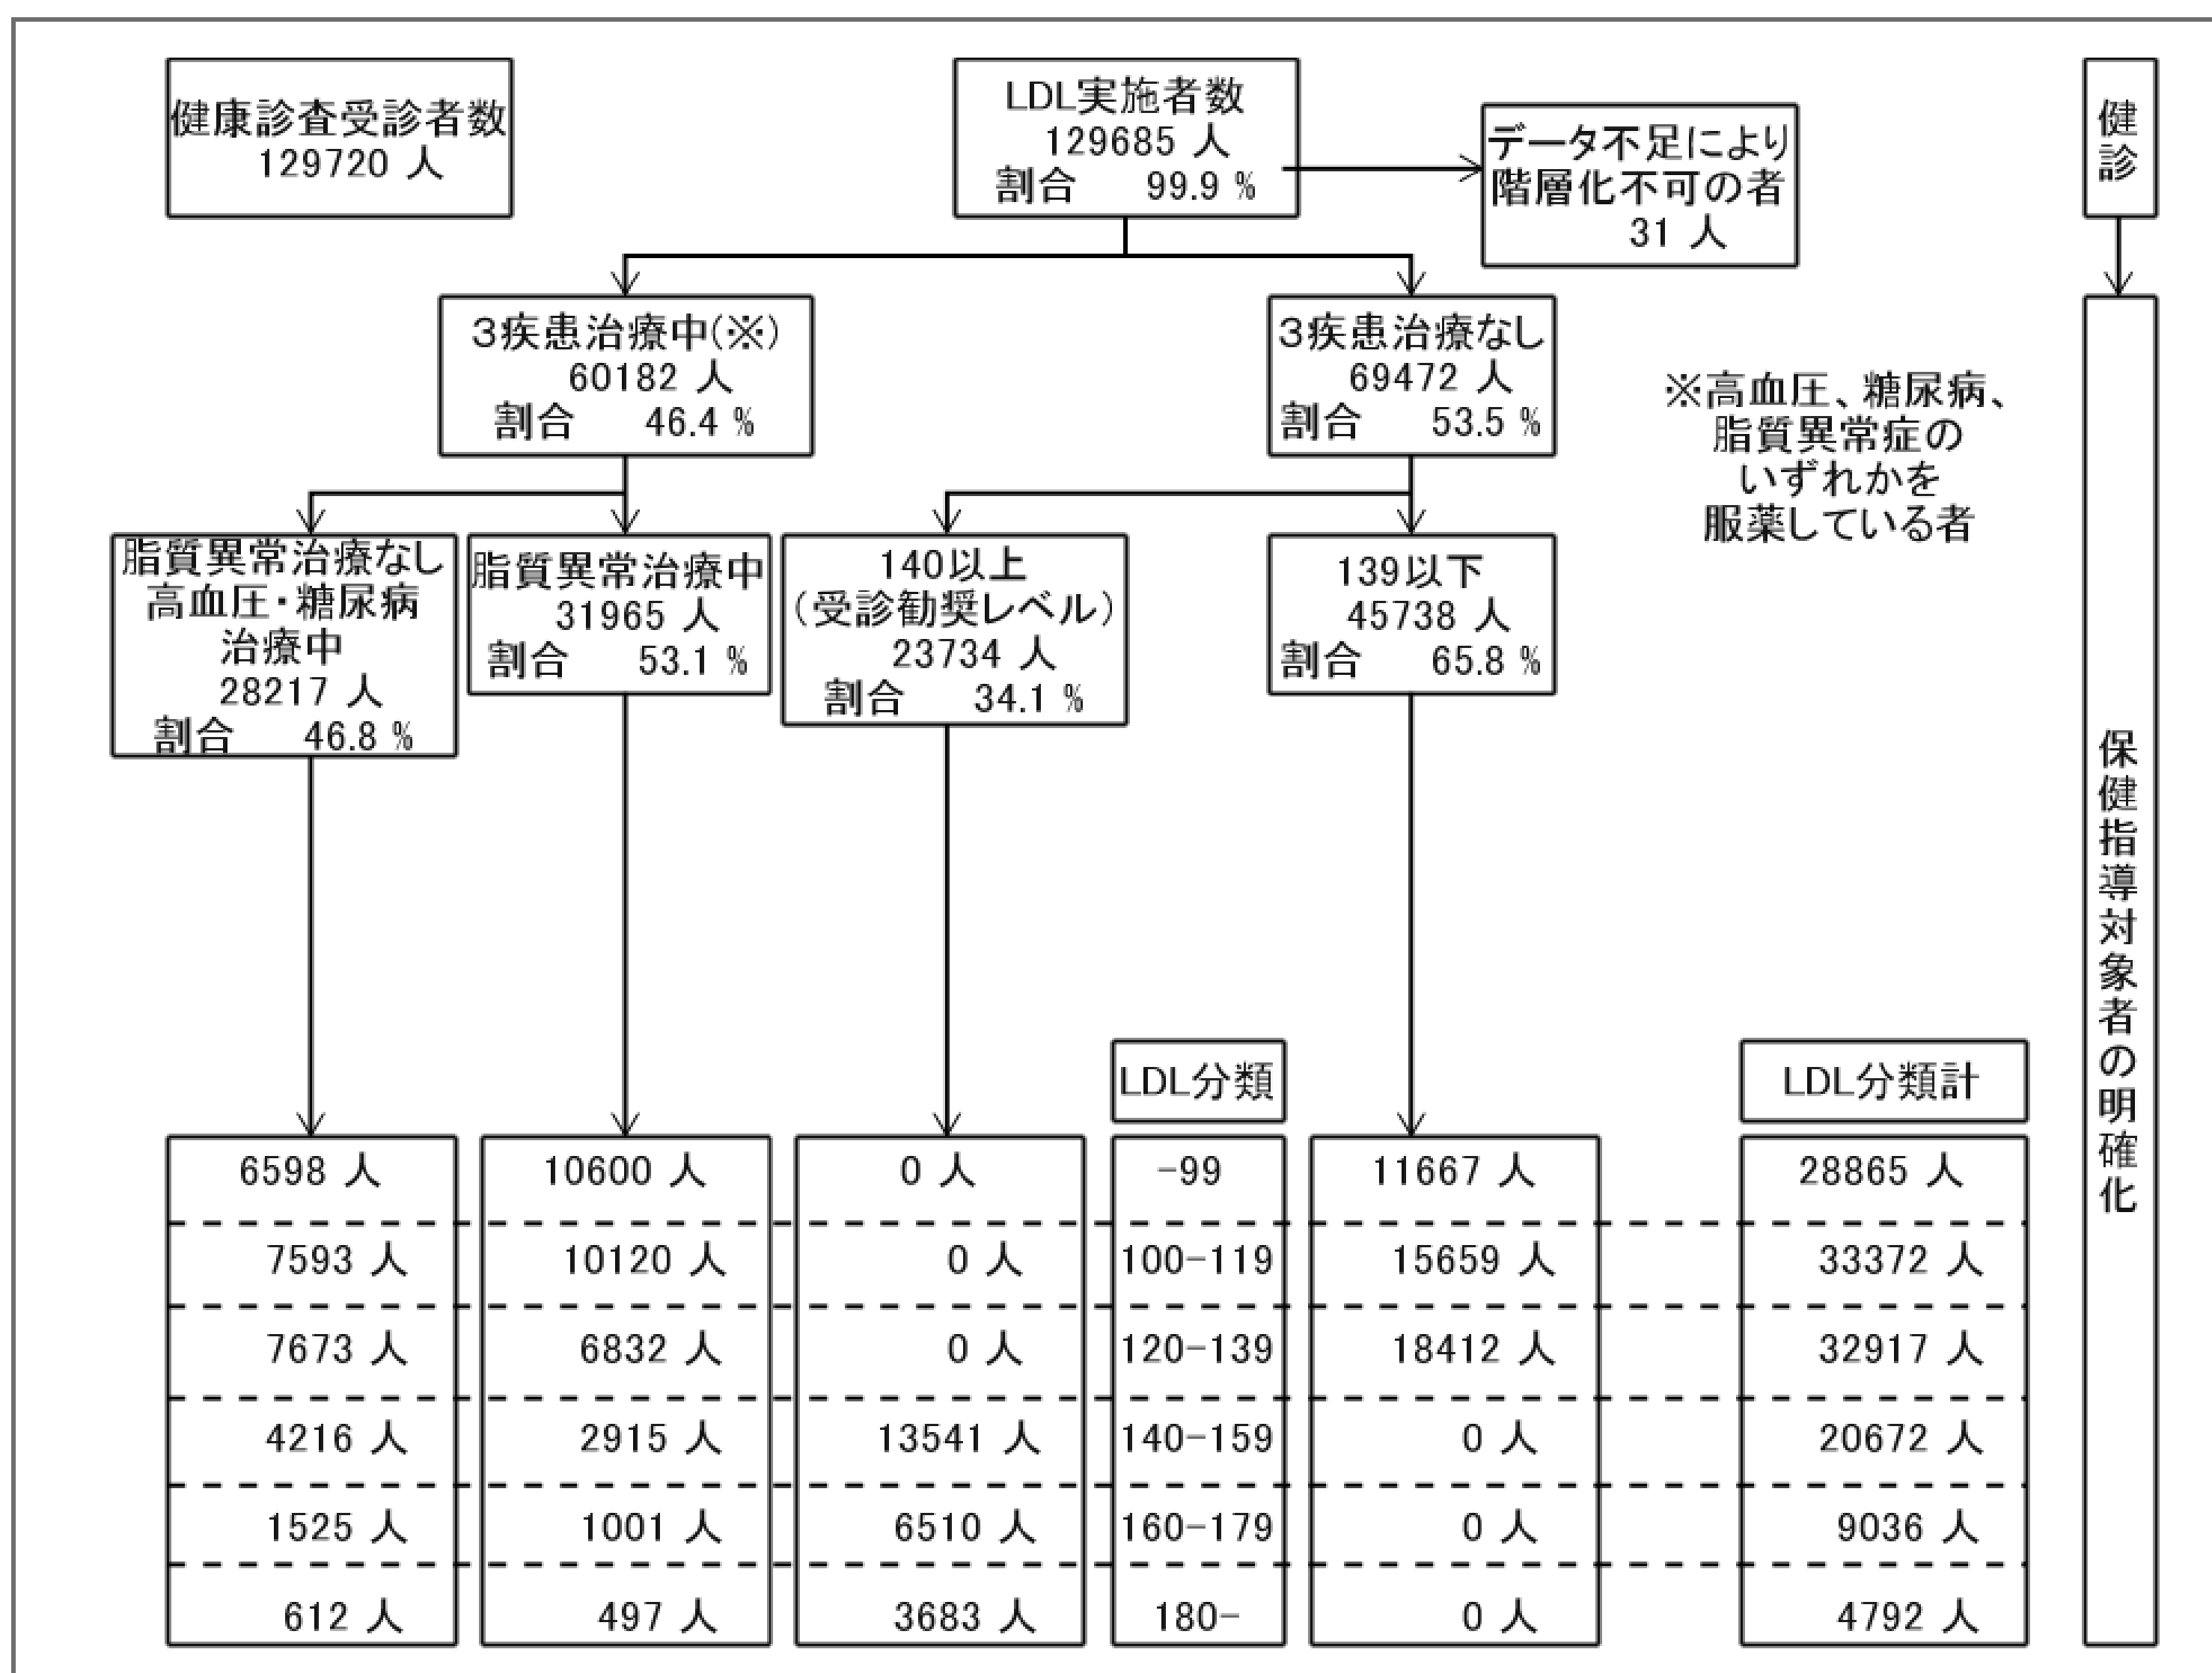 健康診査受診者数
129720 人
LDL実施者数
129685 人
割合 99.9 %
データ不足により
階層化不可の者
31 人
健診
3疾患治療中(※)
60182 人
割合 46.4 %
3疾患治療なし
69472 人
割合 53.5 %
※高血圧、糖尿病、
脂質異常症の
いずれかを
服薬している者
脂質異常治療なし
高血圧・糖尿病
治療中
28217 人
割合 46.8 %
脂質異常治療中
31965 人
割合 53.1 %
140以上
(受診勧奨レベル)
23734 人
割合 34.1 %
139以下
45738 人
割合 65.8 %
保健指導対象者の明確化
LDL分類
LDL分類計
6598 人 10600 人 0 人 -99 11667 人 28865 人
7593 人 10120 人 0 人 100-119 15659 人 33372 人
7673 人 6832 人 0 人 120-139 18412 人 32917 人
4216 人 2915 人 13541 人 140-159 0 人 20672 人
1525 人 1001 人 6510 人 160-179 0 人 9036 人
612 人 497 人 3683 人 180- 0 人 4792 人